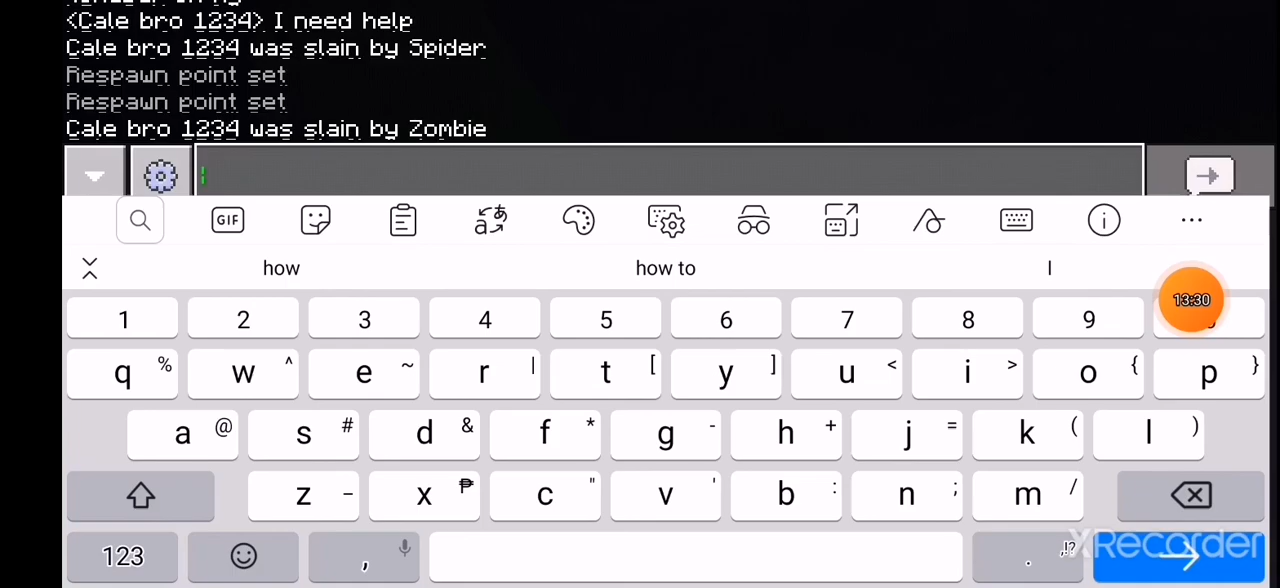 <Cale bro 1234> I need help
Cale bro 1234 was slain by Spider
Respawn point set
Respawn point set
Cale bro 1234 was slain by Zombie
GIF
how how to I
13:30
1 2 3 4 5 6 7 8 9
q % w ^ e ~ r | t [ y ] u < i > o { p }
a @ s # d & f * g - h + j = k ( l )
z – x ₱ c " v ' b : n ; m /
123 , . ,!?
XRecorder